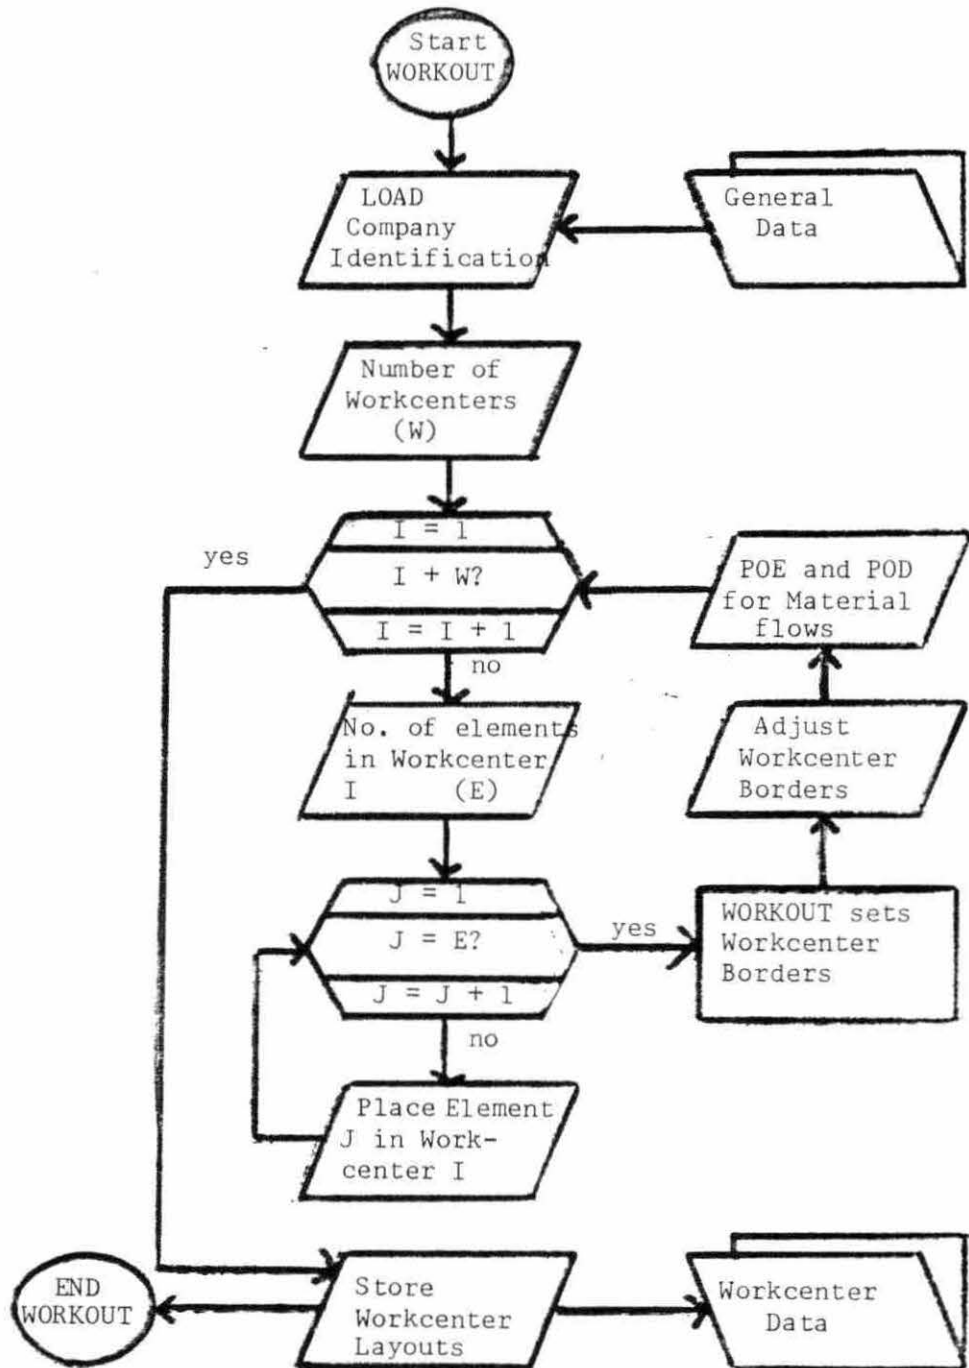 Start
WORKOUT
LOAD
Company
Identification
General
Data
Number of
Workcenters
(W)
I = 1
yes
I + W?
I = I + 1
no
POE and POD
for Material
flows
No. of elements
in Workcenter
I (E)
Adjust
Workcenter
Borders
J = 1
J = E?
J = J + 1
yes
no
WORKOUT sets
Workcenter
Borders
Place Element
J in Work-
center I
END
WORKOUT
Store
Workcenter
Layouts
Workcenter
Data